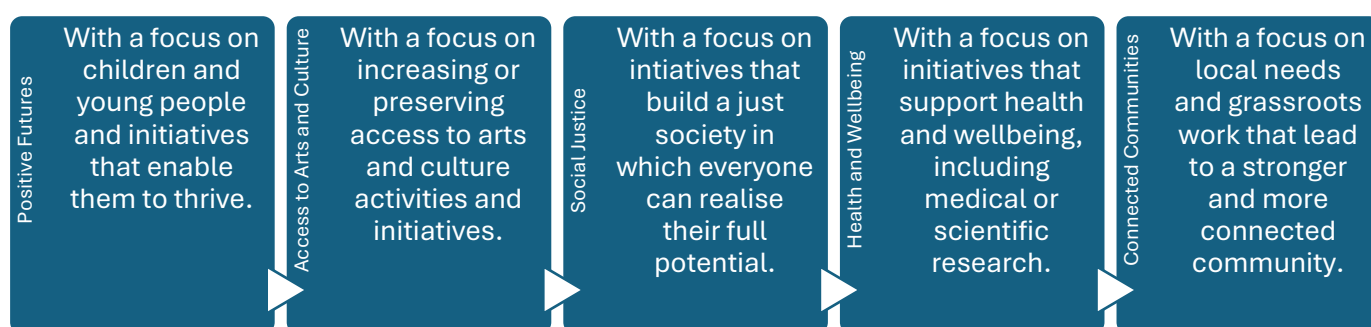 Positive Futures
With a focus on
children and
young people
and initiatives
that enable
them to thrive.
Access to Arts and Culture
With a focus on
increasing or
preserving
access to arts
and culture
activities and
initiatives.
Social Justice
With a focus on
intiatives that
build a just
society in
which everyone
can realise
their full
potential.
Health and Wellbeing
With a focus on
initiatives that
support health
and wellbeing,
including
medical or
scientific
research.
Connected Communities
With a focus on
local needs
and grassroots
work that lead
to a stronger
and more
connected
community.